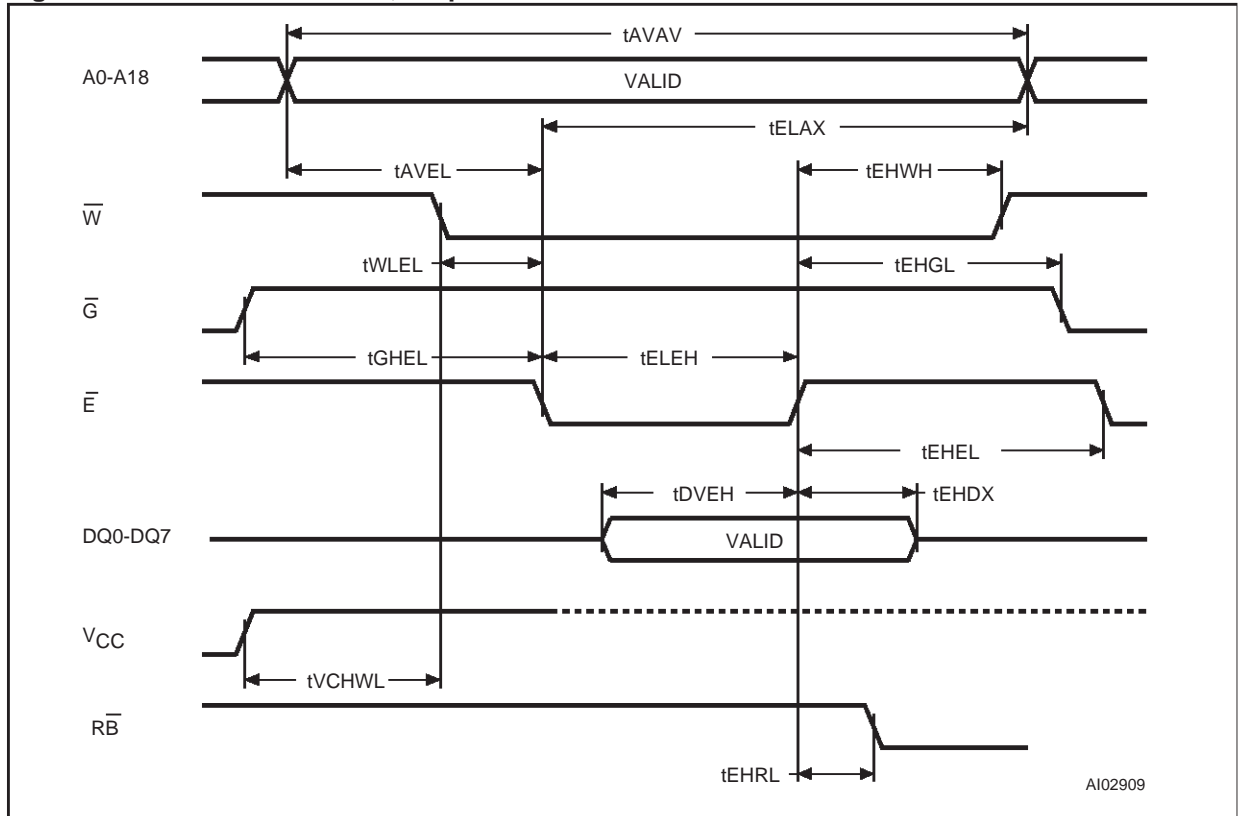 tAVAV
A0-A18
VALID
tELAX
tAVEL
tEHWH
W̅
tWLEL
tEHGL
G̅
tGHEL
tELEH
E̅
tEHEL
tDVEH
tEHDX
DQ0-DQ7
VALID
VCC
tVCHWL
RB̅
tEHRL
AI02909